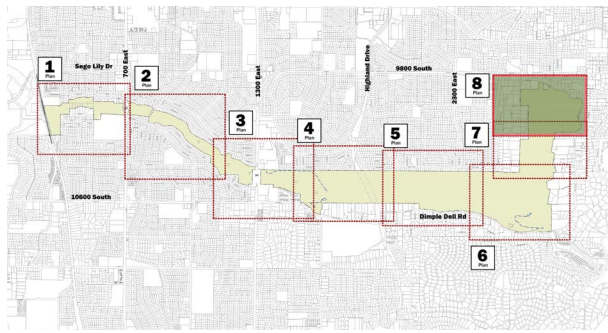 1
Plan
Sego Lily Dr
700 East
2
Plan
3
Plan
1300 East
4
Plan
Highland Drive
5
Plan
9800 South
2300 East
8
Plan
7
Plan
10600 South
Dimple Dell Rd
6
Plan